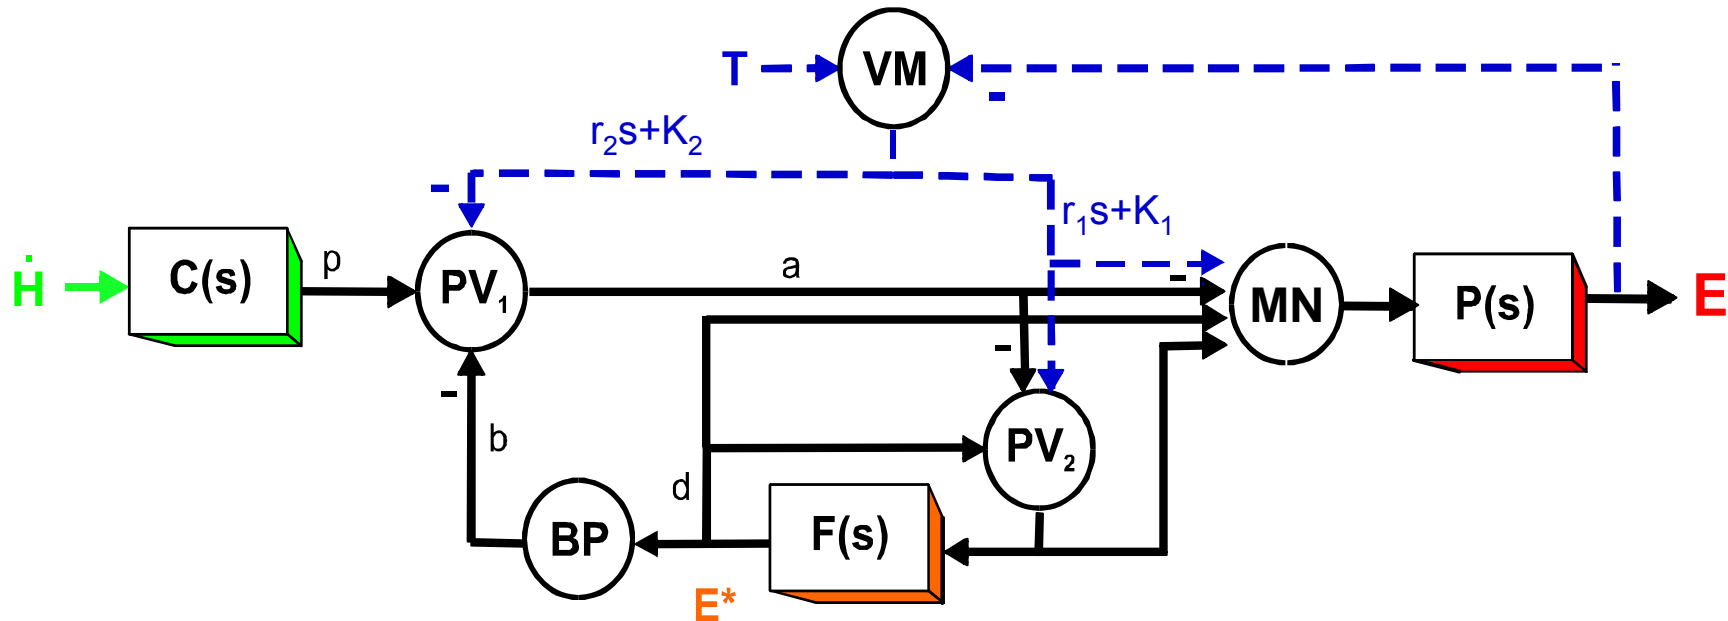 T
VM
-
r₂s+K₂
-
r₁s+K₁
Ḣ
C(s)
p
PV₁
a
-
MN
P(s)
E
-
-
b
PV₂
d
BP
F(s)
E*